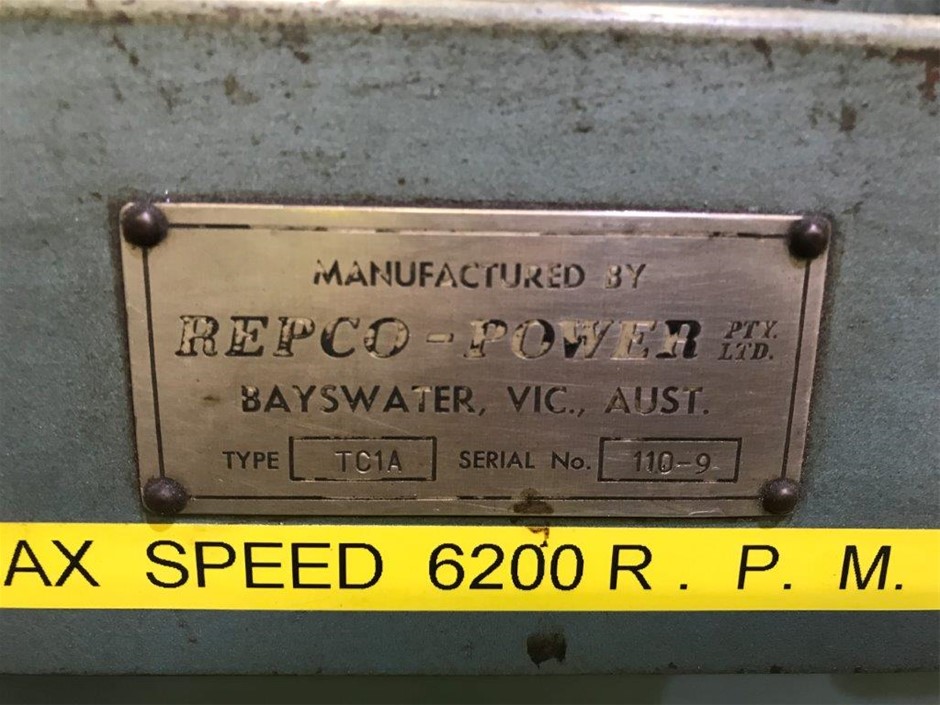 MANUFACTURED BY
REPCO-POWER PTY. LTD.
BAYSWATER, VIC., AUST.
TYPE TC1A SERIAL No. 110-9
AX SPEED 6200 R. P. M.